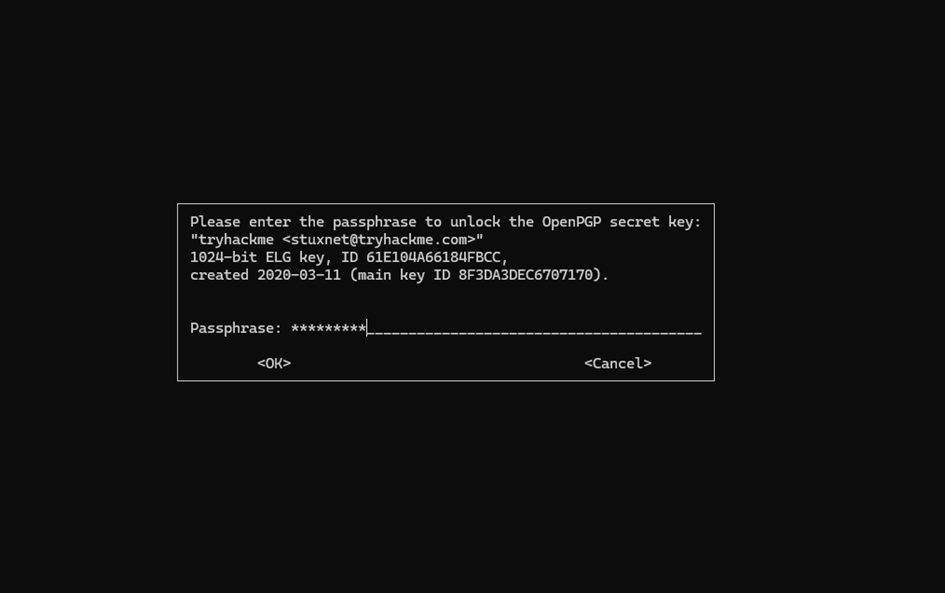 Please enter the passphrase to unlock the OpenPGP secret key:
"tryhackme <stuxnet@tryhackme.com>"
1024-bit ELG key, ID 61E104A66184FBCC,
created 2020-03-11 (main key ID 8F3DA3DEC6707170).
Passphrase: *********________________________________________
<OK> <Cancel>